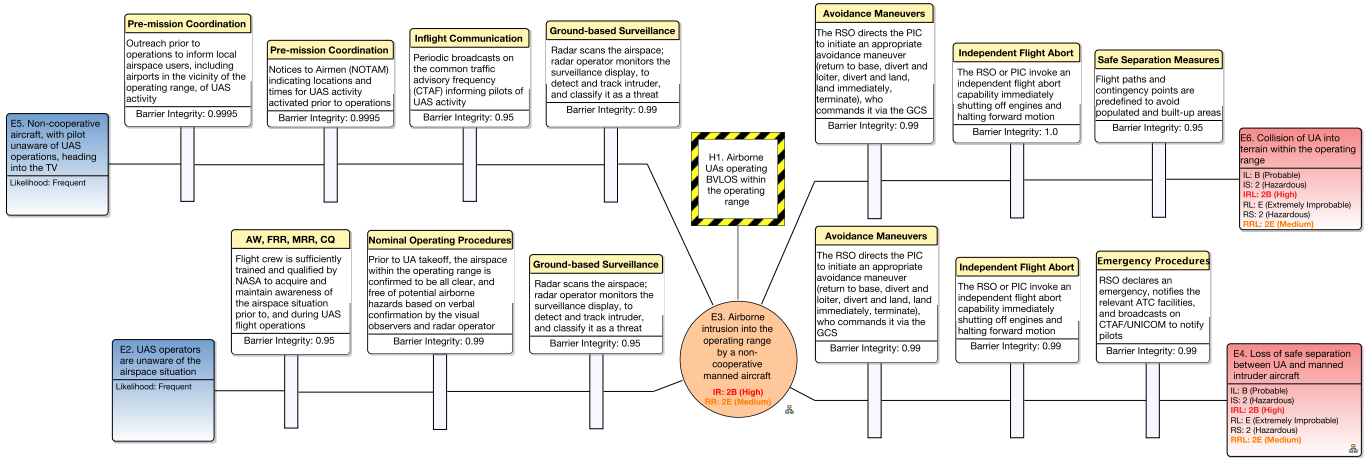 Pre-mission Coordination
Outreach prior to
operations to inform local
airspace users, including
airports in the vicinity of the
operating range, of UAS
activity
Barrier Integrity: 0.9995
Pre-mission Coordination
Notices to Airmen (NOTAM)
indicating locations and
times for UAS activity
activated prior to operations
Barrier Integrity: 0.9995
Inflight Communication
Periodic broadcasts on
the common traffic
advisory frequency
(CTAF) informing pilots of
UAS activity
Barrier Integrity: 0.95
Ground-based Surveillance
Radar scans the airspace;
radar operator monitors the
surveillance display, to
detect and track intruder,
and classify it as a threat
Barrier Integrity: 0.99
Avoidance Maneuvers
The RSO directs the PIC
to initiate an appropriate
avoidance maneuver
(return to base, divert and
loiter, divert and land,
land immediately,
terminate), who
commands it via the GCS
Barrier Integrity: 0.99
Independent Flight Abort
The RSO or PIC invoke an
independent flight abort
capability immediately
shutting off engines and
halting forward motion
Barrier Integrity: 1.0
Safe Separation Measures
Flight paths and
contingency points are
predefined to avoid
populated and built-up areas
Barrier Integrity: 0.95
E5. Non-cooperative
aircraft, with pilot
unaware of UAS
operations, heading
into the TV
Likelihood: Frequent
H1. Airborne
UAs operating
BVLOS within
the operating
range
E6. Collision of UA into
terrain within the operating
range
IL: B (Probable)
IS: 2 (Hazardous)
IRL: 2B (High)
RL: E (Extremely Improbable)
RS: 2 (Hazardous)
RRL: 2E (Medium)
AW, FRR, MRR, CQ
Flight crew is sufficiently
trained and qualified by
NASA to acquire and
maintain awareness of
the airspace situation
prior to, and during UAS
flight operations
Barrier Integrity: 0.95
Nominal Operating Procedures
Prior to UA takeoff, the airspace
within the operating range is
confirmed to be all clear, and
free of potential airborne
hazards based on verbal
confirmation by the visual
observers and radar operator
Barrier Integrity: 0.99
Ground-based Surveillance
Radar scans the airspace;
radar operator monitors the
surveillance display, to
detect and track intruder,
and classify it as a threat
Barrier Integrity: 0.95
Avoidance Maneuvers
The RSO directs the PIC
to initiate an appropriate
avoidance maneuver
(return to base, divert and
loiter, divert and land, land
immediately, terminate),
who commands it via the
GCS
Barrier Integrity: 0.99
Independent Flight Abort
The RSO or PIC invoke an
independent flight abort
capability immediately
shutting off engines and
halting forward motion
Barrier Integrity: 0.99
Emergency Procedures
RSO declares an
emergency, notifies the
relevant ATC facilities,
and broadcasts on
CTAF/UNICOM to notify
pilots
Barrier Integrity: 0.99
E2. UAS operators
are unaware of the
airspace situation
Likelihood: Frequent
E3. Airborne
intrusion into the
operating range
by a non-
cooperative
manned aircraft
IR: 2B (High)
RR: 2E (Medium)
E4. Loss of safe separation
between UA and manned
intruder aircraft
IL: B (Probable)
IS: 2 (Hazardous)
IRL: 2B (High)
RL: E (Extremely Improbable)
RS: 2 (Hazardous)
RRL: 2E (Medium)